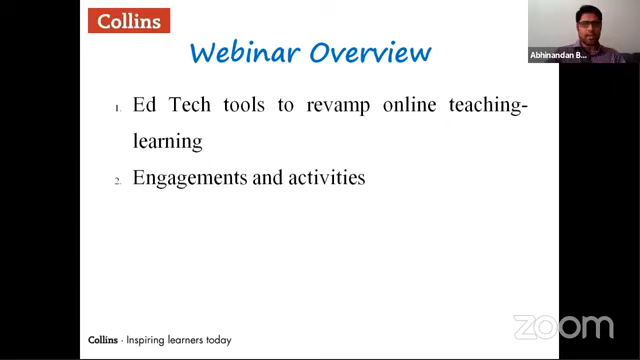 Collins
Webinar Overview
Abhinandan B...
1. Ed Tech tools to revamp online teaching-
learning
2. Engagements and activities
zoom
Collins · Inspiring learners today